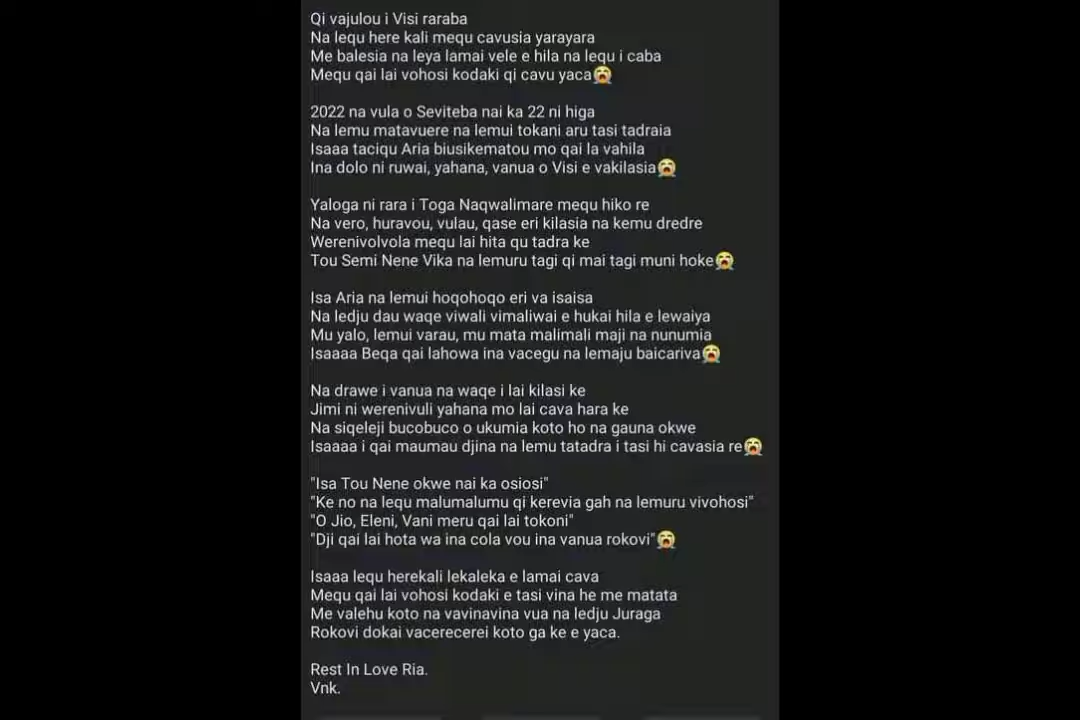 Qi vajulou i Visi raraba
Na lequ here kali mequ cavusia yarayara
Me balesia na leya lamai vele e hila na lequ i caba
Mequ qai lai vohosi kodaki qi cavu yaca😭
2022 na vula o Seviteba nai ka 22 ni higa
Na lemu matavuere na lemui tokani aru tasi tadraia
Isaaa taciqu Aria biusikematou mo qai la vahila
Ina dolo ni ruwai, yahana, vanua o Visi e vakilasia😭
Yaloga ni rara i Toga Naqwalimare mequ hiko re
Na vero, huravou, vulau, qase eri kilasia na kemu dredre
Werenivolvola mequ lai hita qu tadra ke
Tou Semi Nene Vika na lemuru tagi qi mai tagi muni hoke😭
Isa Aria na lemui hoqohoqo eri va isaisa
Na ledju dau waqe viwali vimaliwai e hukai hila e lewaiya
Mu yalo, lemui varau, mu mata malimali maji na nunumia
Isaaaa Beqa qai lahowa ina vacegu na lemaju baicariva😭
Na drawe i vanua na waqe i lai kilasi ke
Jimi ni werenivuli yahana mo lai cava hara ke
Na siqeleji bucobuco o ukumia koto ho na gauna okwe
Isaaaa i qai maumau djina na lemu tatadra i tasi hi cavasia re😭
"Isa Tou Nene okwe nai ka osiosi"
"Ke no na lequ malumalumu qi kerevia gah na lemuru vivohosi"
"O Jio, Eleni, Vani meru qai lai tokoni"
"Dji qai lai hota wa ina cola vou ina vanua rokovi"😭
Isaaa lequ herekali lekaleka e lamai cava
Mequ qai lai vohosi kodaki e tasi vina he me matata
Me valehu koto na vavinavina vua na ledju Juraga
Rokovi dokai vacerecerei koto ga ke e yaca.
Rest In Love Ria.
Vnk.